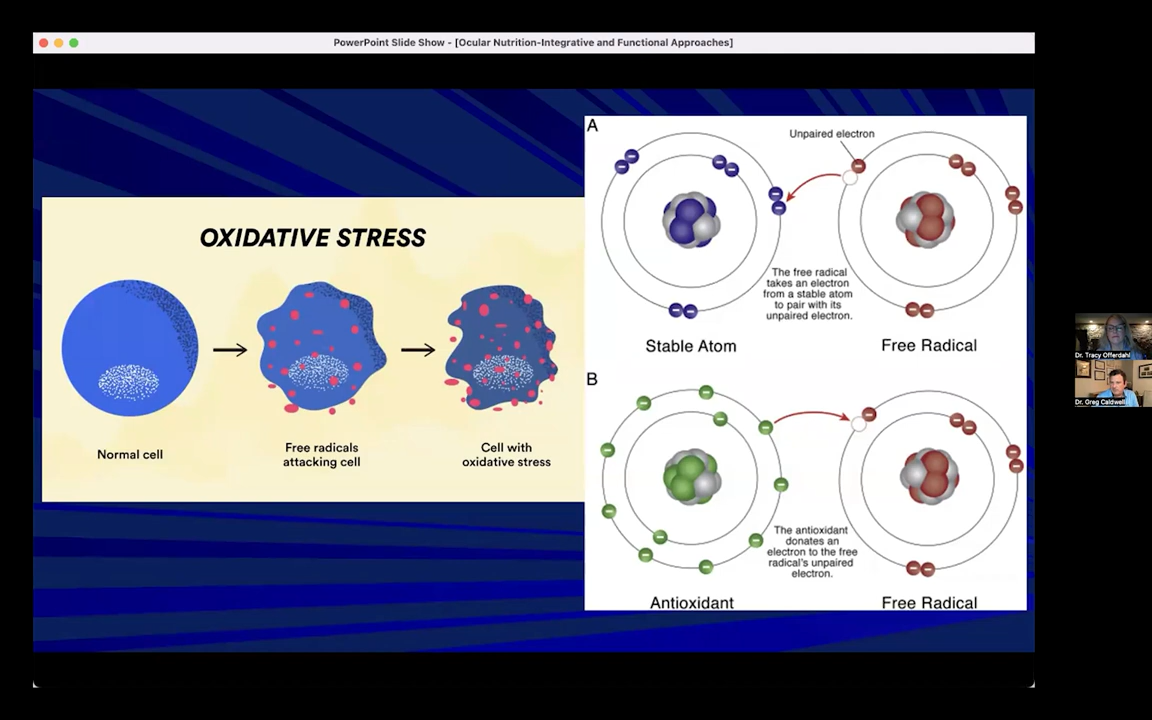 PowerPoint Slide Show - [Ocular Nutrition-Integrative and Functional Approaches]
OXIDATIVE STRESS
Normal cell
Free radicals
attacking cell
Cell with
oxidative stress
A
Unpaired electron
The free radical
takes an electron
from a stable atom
to pair with its
unpaired electron.
Stable Atom
Free Radical
B
The antioxidant
donates an
electron to the free
radical's unpaired
electron.
Antioxidant
Free Radical
Dr. Tracy Offerdahl
Dr. Greg Caldwell